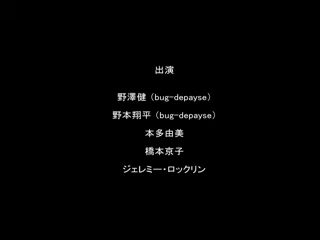 出演
野澤健 (bug-depayse)
野本翔平 (bug-depayse)
本多由美
橋本京子
ジェレミー・ロックリン